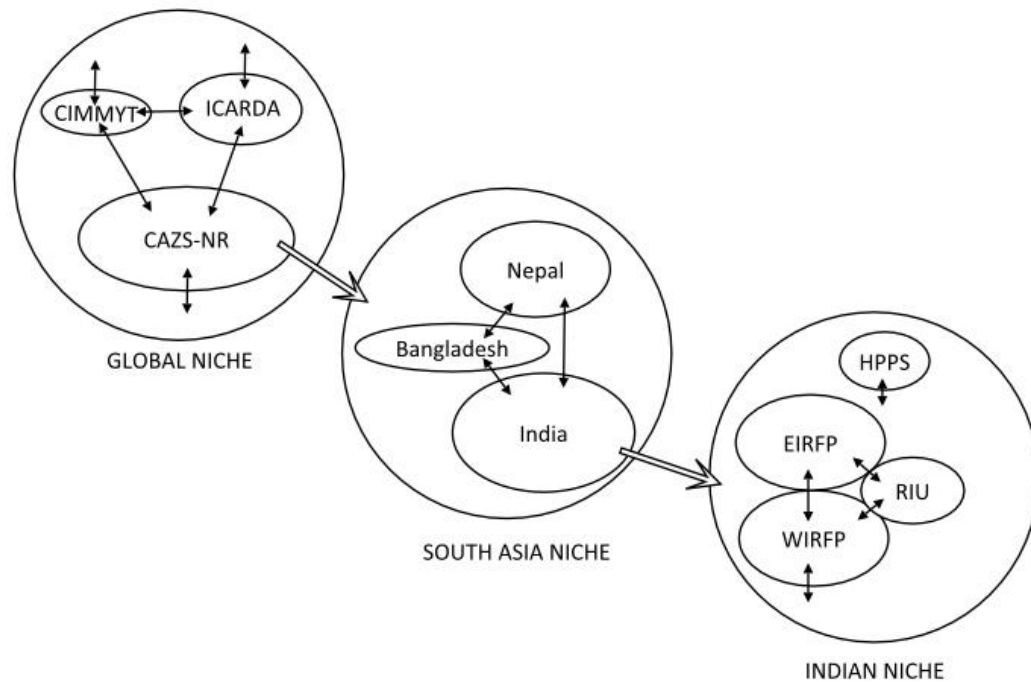 CIMMYT
ICARDA
CAZS-NR
GLOBAL NICHE
Nepal
Bangladesh
India
SOUTH ASIA NICHE
HPPS
EIRFP
RIU
WIRFP
INDIAN NICHE